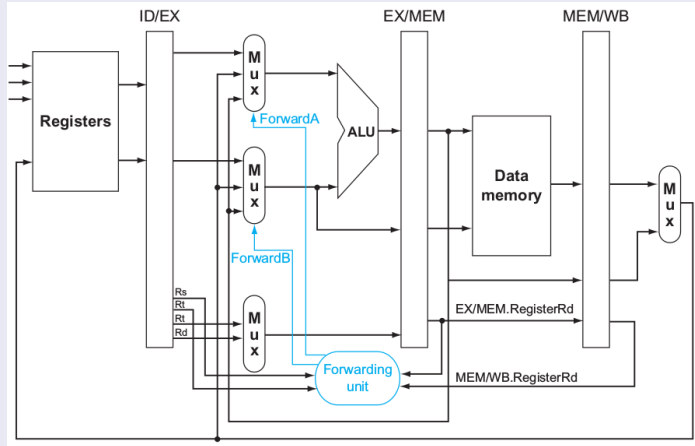 ID/EX
EX/MEM
MEM/WB
Registers
M
u
x
ForwardA
ALU
M
u
x
Data
memory
M
u
x
ForwardB
Rs
Rt
Rt
Rd
M
u
x
EX/MEM.RegisterRd
Forwarding
unit
MEM/WB.RegisterRd